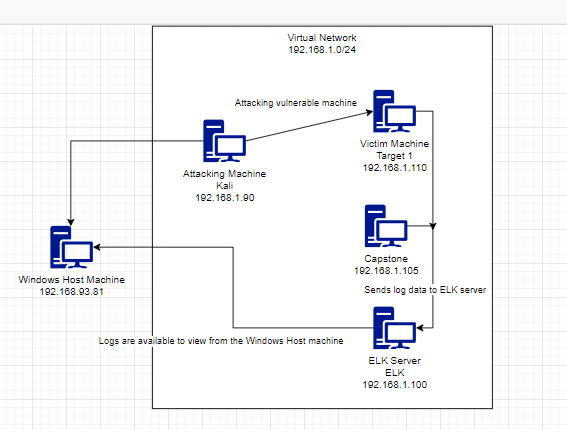 Virtual Network
192.168.1.0/24
Attacking vulnerable machine
Victim Machine
Target 1
192.168.1.110
Attacking Machine
Kali
192.168.1.90
Capstone
192.168.1.105
Windows Host Machine
192.168.93.81
Sends log data to ELK server
Logs are available to view from the Windows Host machine
ELK Server
ELK
192.168.1.100